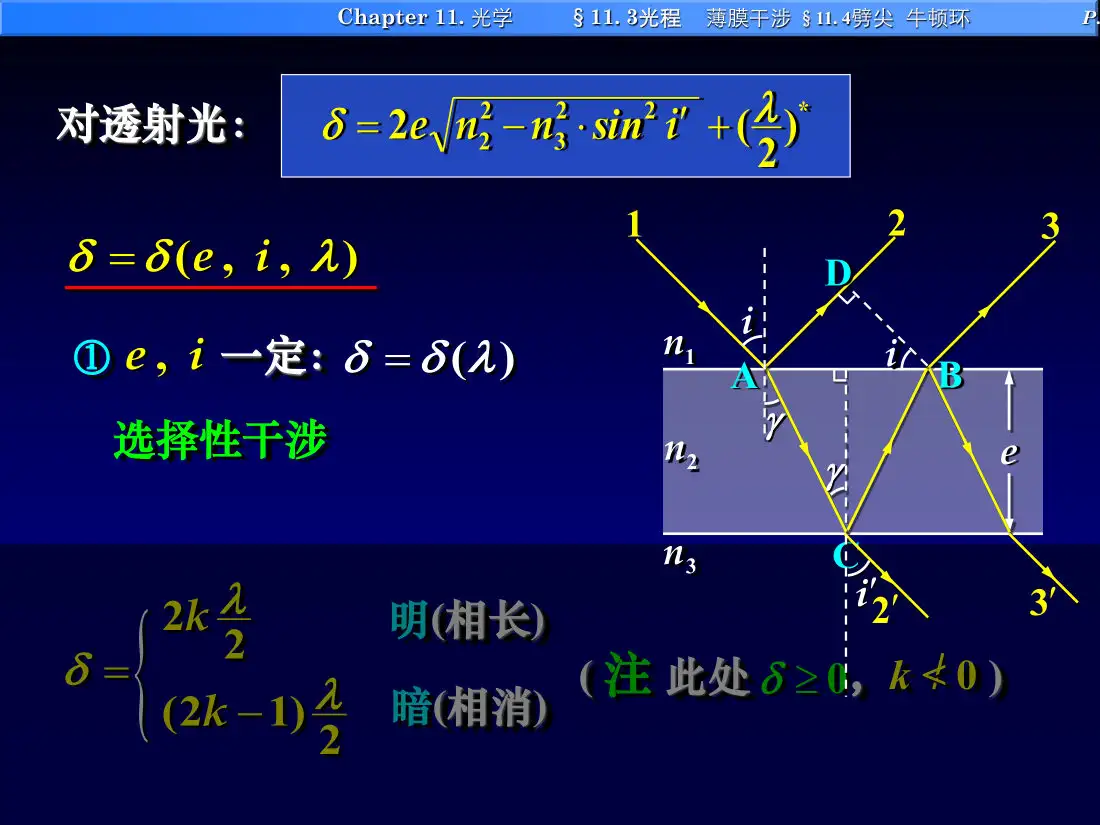 Chapter 11. 光学 §11. 3光程 薄膜干涉 §11. 4劈尖 牛顿环 P.
对透射光: δ = 2e√(n₂² − n₃² · sin² i′) + (λ/2)*
δ = δ(e, i, λ)
① e, i 一定: δ = δ(λ)
选择性干涉
1 2 3
D
i
n₁ i
A B
γ
n₂ γ e
n₃ C
i′ 2′ 3′
δ = { 2k λ/2 明(相长)
(2k − 1) λ/2 暗(相消)
( 注 此处 δ ≥ 0, k ≮ 0 )